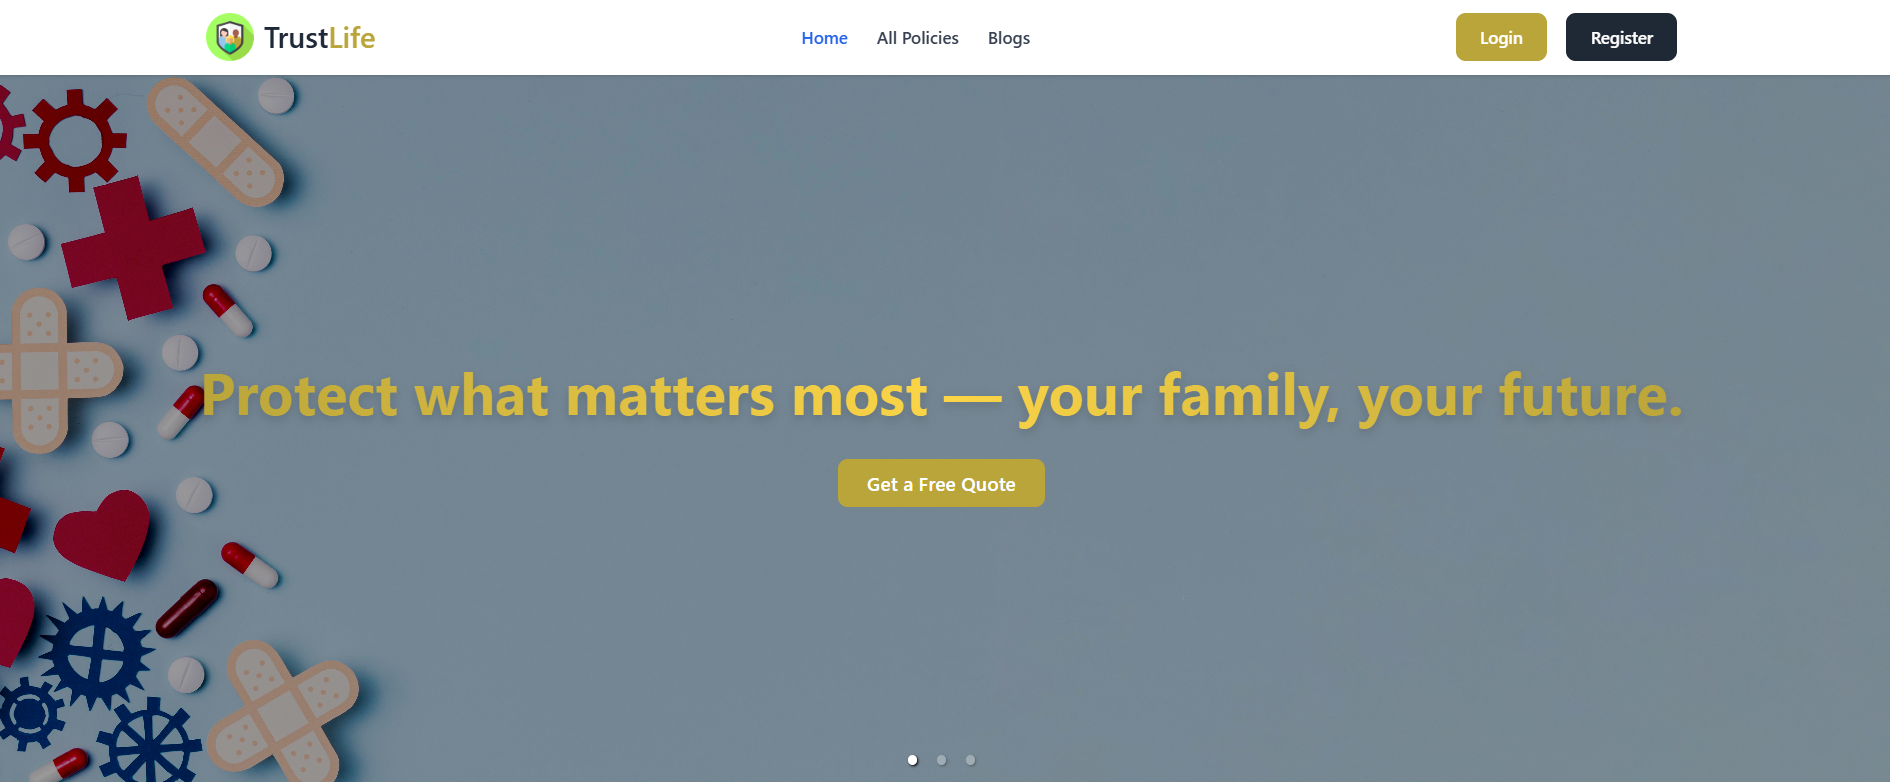 TrustLife
Home
All Policies
Blogs
Login
Register
Protect what matters most — your family, your future.
Get a Free Quote